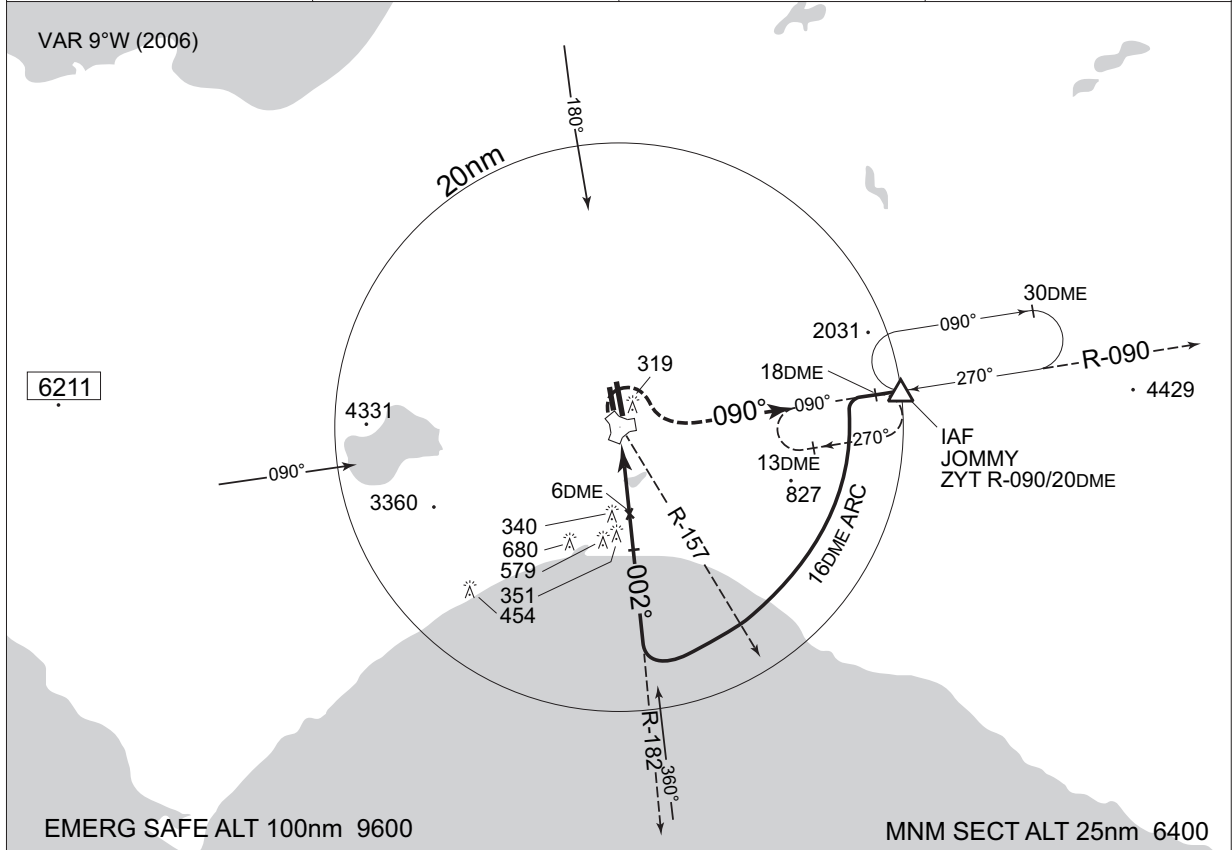 VAR 9°W (2006)
180°
20nm
30DME
090°
2031
R-090
319
18DME
270°
6211
4429
4331
090°
090°
270°
IAF
JOMMY
ZYT R-090/20DME
13DME
090°
827
6DME
3360
340
R-157
680
16DME ARC
579
002°
351
454
R-182
360°
EMERG SAFE ALT 100nm 9600
MNM SECT ALT 25nm 6400